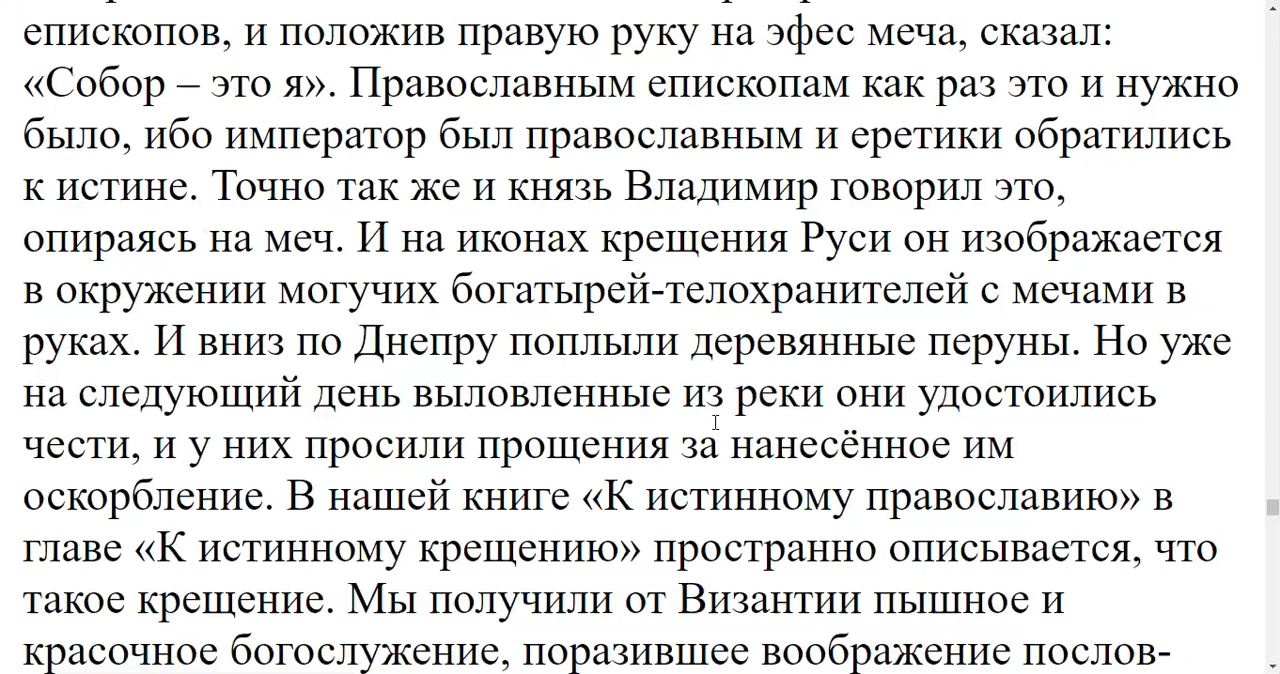 епископов, и положив правую руку на эфес меча, сказал:
«Собор – это я». Православным епископам как раз это и нужно
было, ибо император был православным и еретики обратились
к истине. Точно так же и князь Владимир говорил это,
опираясь на меч. И на иконах крещения Руси он изображается
в окружении могучих богатырей-телохранителей с мечами в
руках. И вниз по Днепру поплыли деревянные перуны. Но уже
на следующий день выловленные из реки они удостоились
чести, и у них просили прощения за нанесённое им
оскорбление. В нашей книге «К истинному православию» в
главе «К истинному крещению» пространно описывается, что
такое крещение. Мы получили от Византии пышное и
красочное богослужение, поразившее воображение послов-